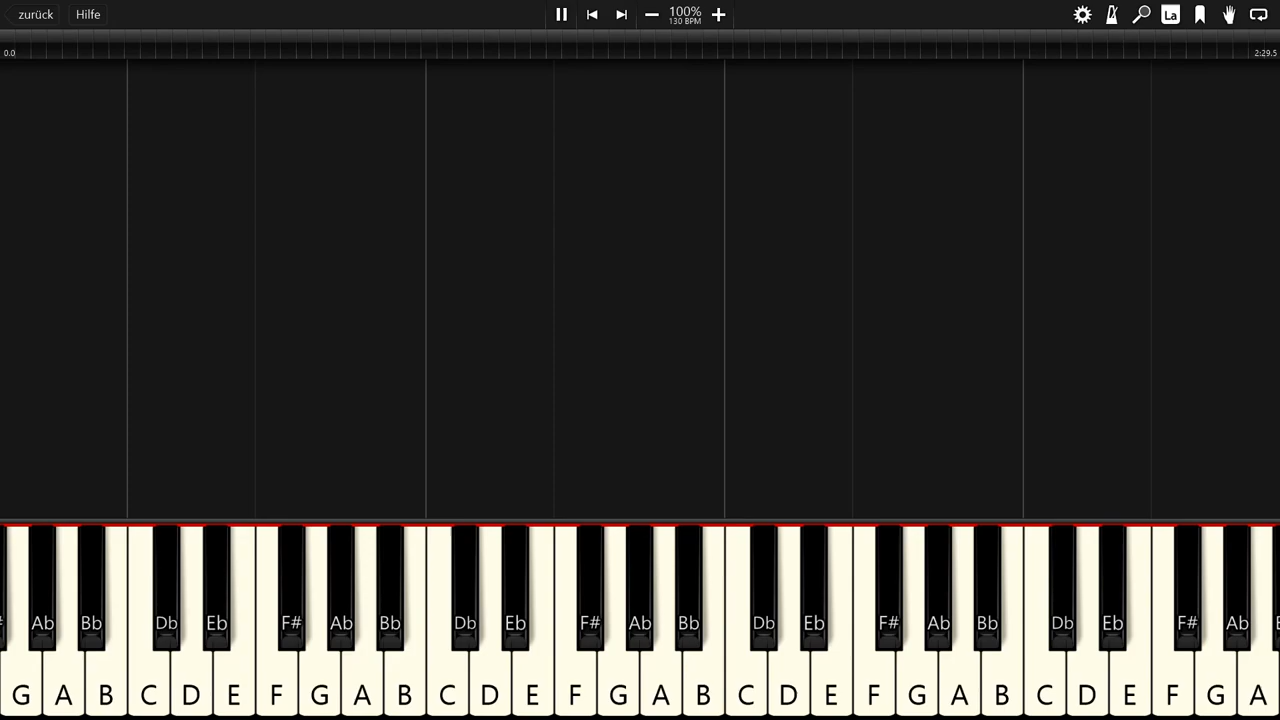 zurück Hilfe 100% La
130 BPM
0.0 2:29.5
Ab Bb Db Eb F# Ab Bb Db Eb F# Ab Bb Db Eb F# Ab Bb Db Eb F# Ab
G A B C D E F G A B C D E F G A B C D E F G A B C D E F G A